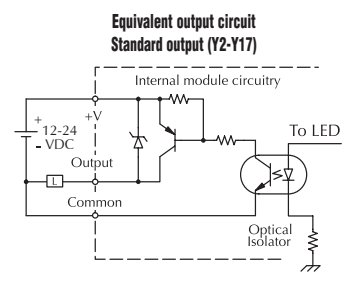 Equivalent output circuit
Standard output (Y2-Y17)
Internal module circuitry
+V
+
12-24
- VDC
To LED
Output
L
Common
Optical
Isolator